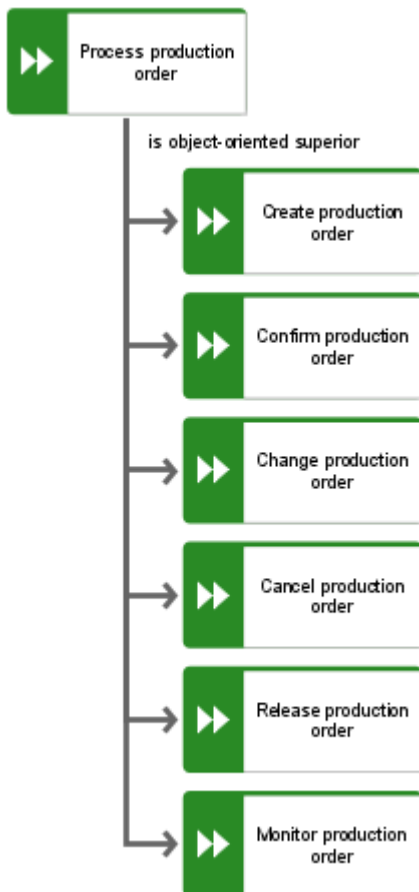 Process production
order
is object-oriented superior
Create production
order
Confirm production
order
Change production
order
Cancel production
order
Release production
order
Monitor production
order